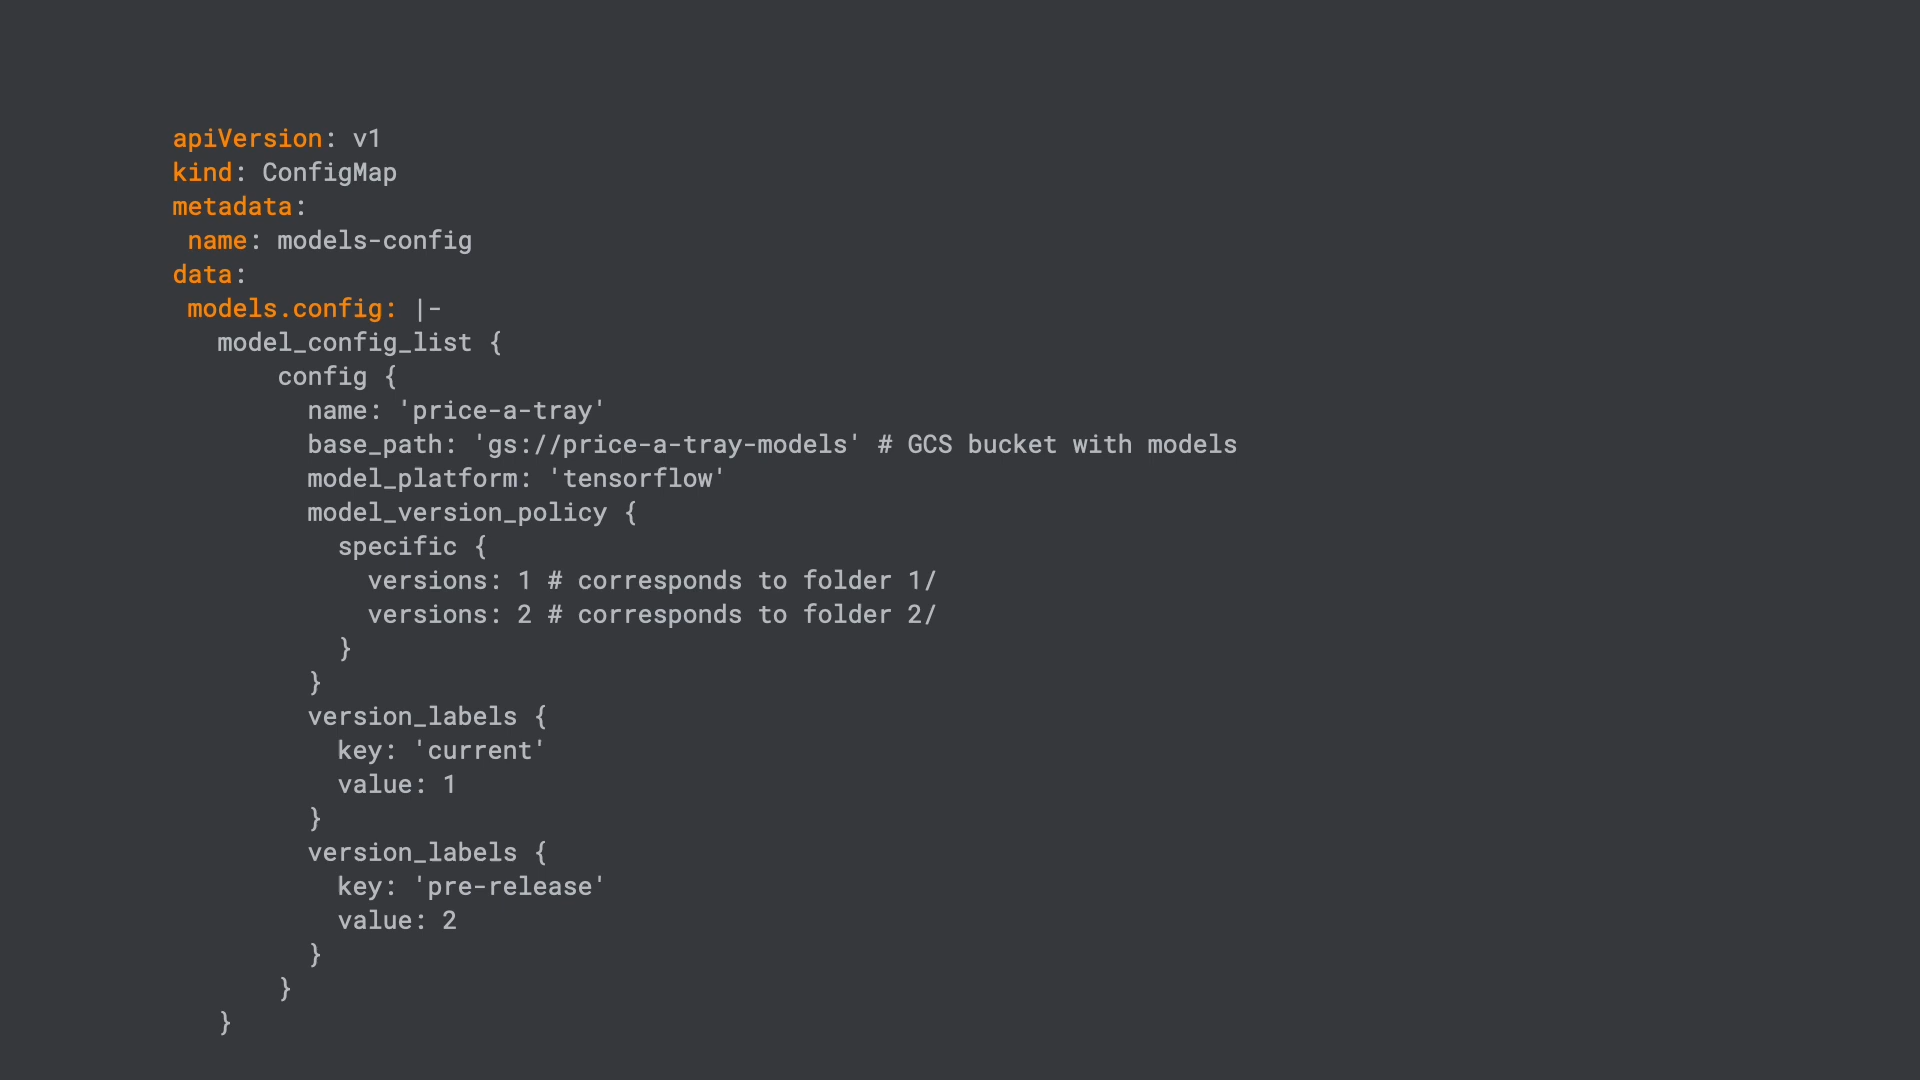 apiVersion: v1
kind: ConfigMap
metadata:
 name: models-config
data:
 models.config: |-
   model_config_list {
       config {
         name: 'price-a-tray'
         base_path: 'gs://price-a-tray-models' # GCS bucket with models
         model_platform: 'tensorflow'
         model_version_policy {
           specific {
             versions: 1 # corresponds to folder 1/
             versions: 2 # corresponds to folder 2/
           }
         }
         version_labels {
           key: 'current'
           value: 1
         }
         version_labels {
           key: 'pre-release'
           value: 2
         }
       }
   }